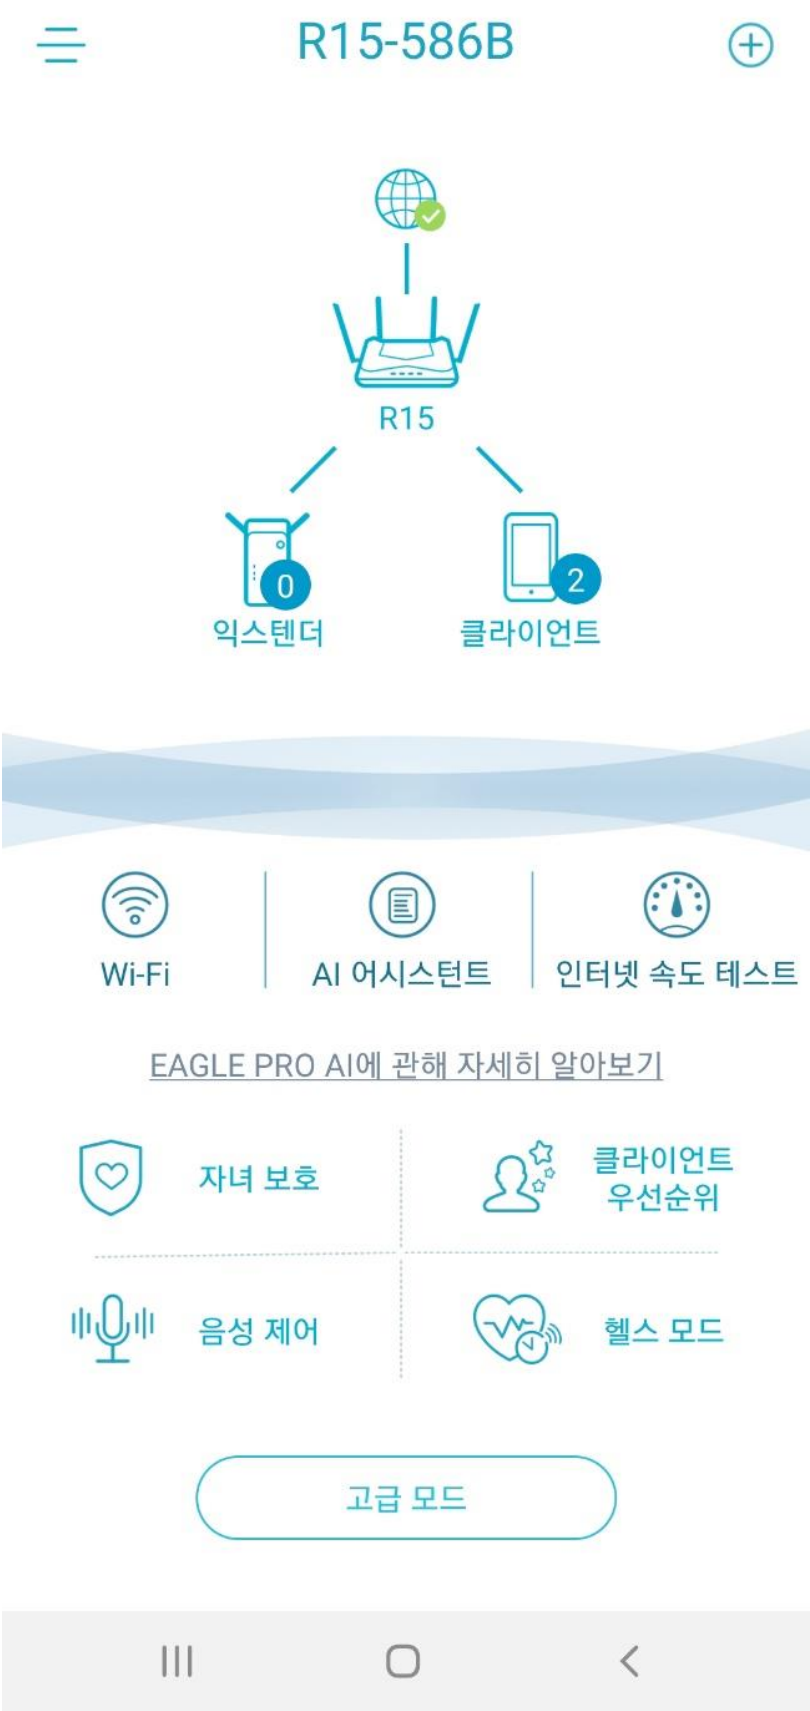 R15-586B
R15
0
2
익스텐더
클라이언트
Wi-Fi
AI 어시스턴트
인터넷 속도 테스트
EAGLE PRO AI에 관해 자세히 알아보기
자녀 보호
클라이언트
우선순위
음성 제어
헬스 모드
고급 모드